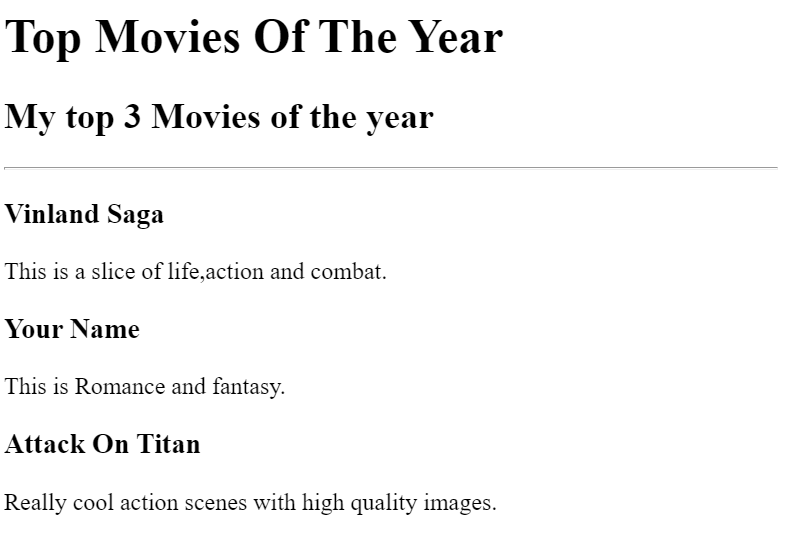 Top Movies Of The Year
My top 3 Movies of the year
Vinland Saga
This is a slice of life,action and combat.
Your Name
This is Romance and fantasy.
Attack On Titan
Really cool action scenes with high quality images.